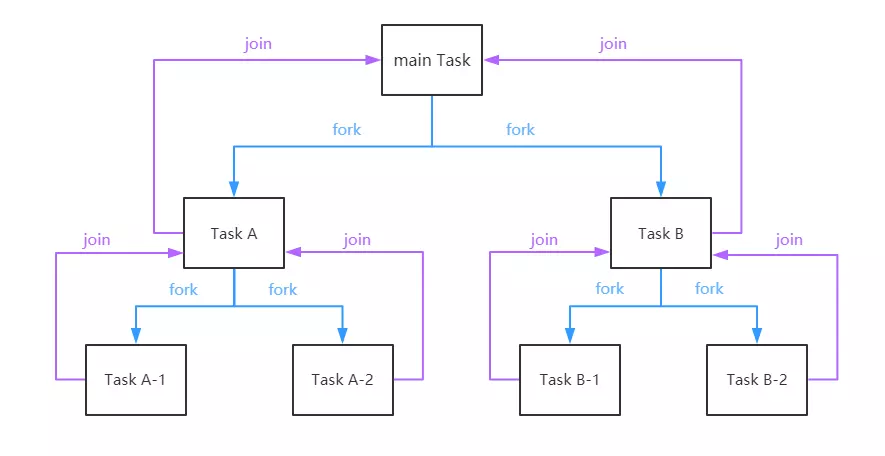 join
join
main Task
fork
fork
Task A
Task B
join
join
join
join
fork
fork
fork
fork
Task A-1
Task A-2
Task B-1
Task B-2